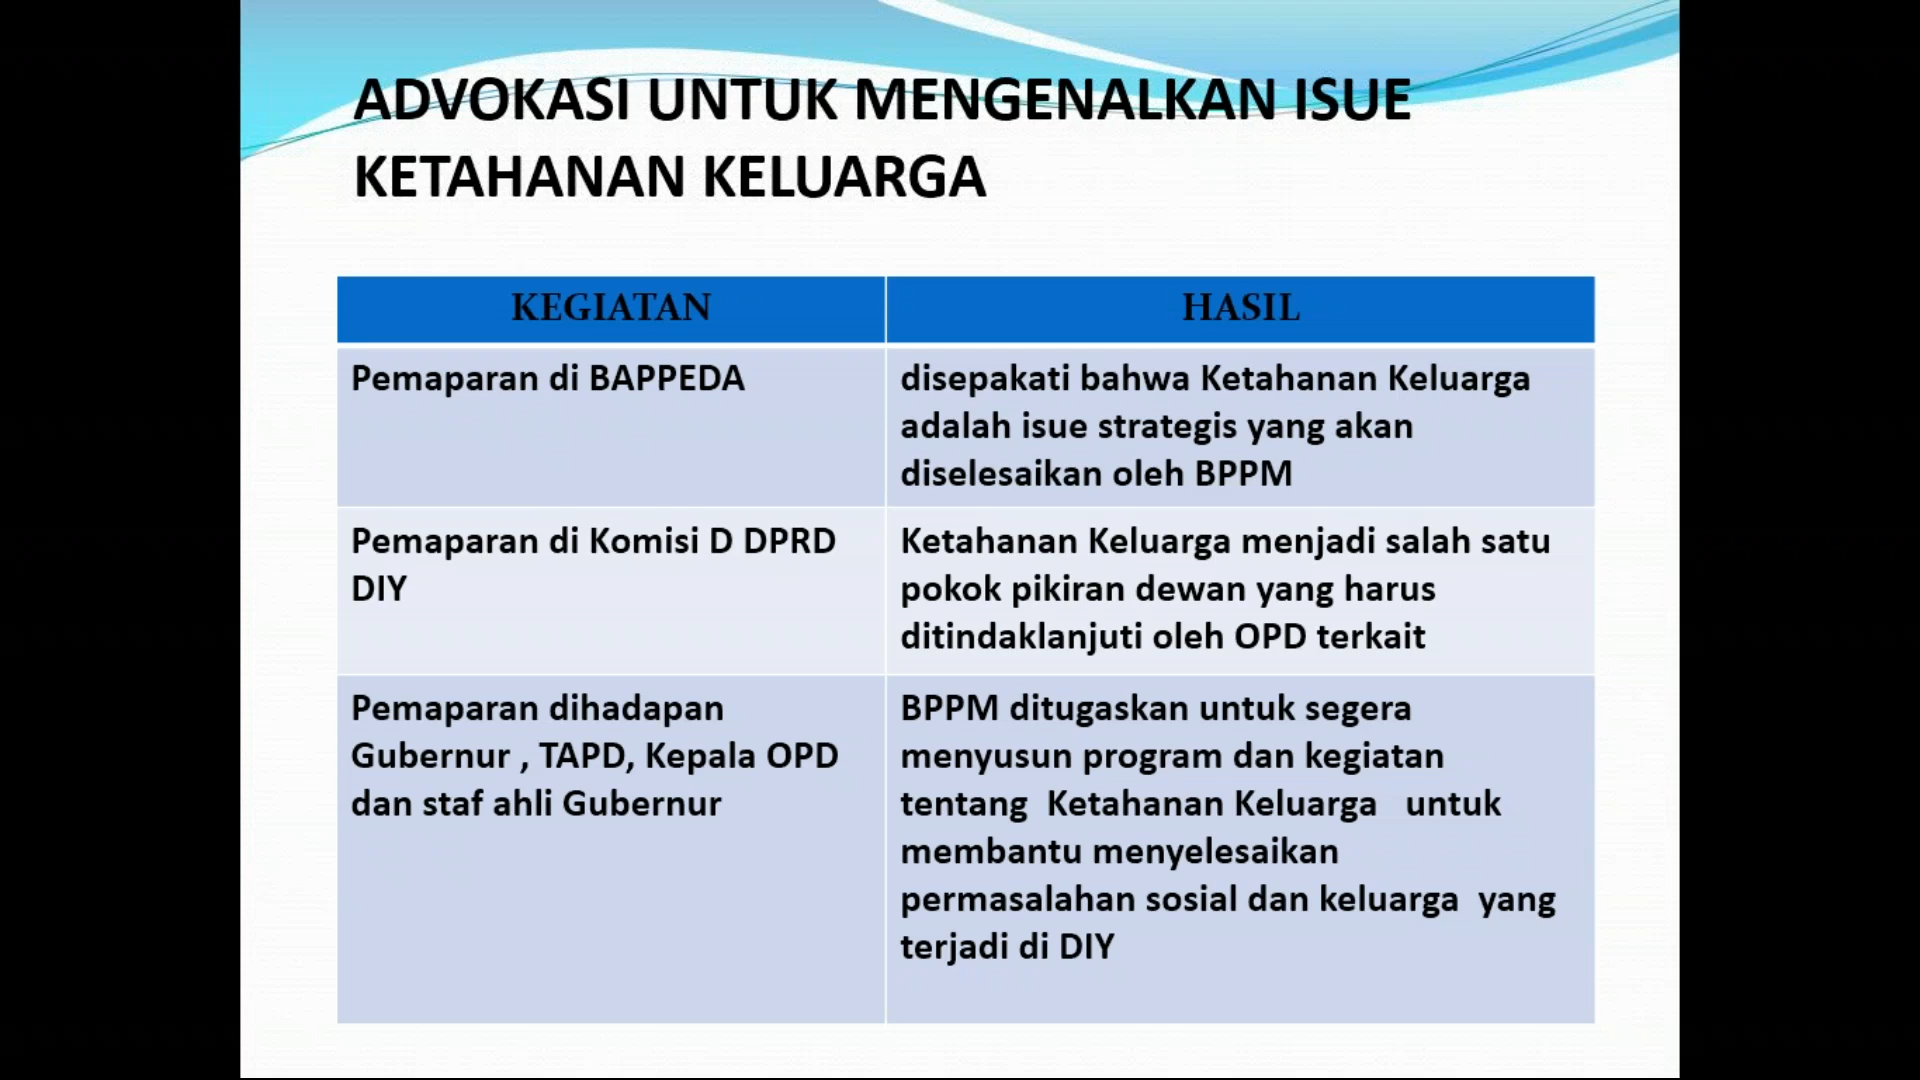 ADVOKASI UNTUK MENGENALKAN ISUE
KETAHANAN KELUARGA
KEGIATAN
HASIL
Pemaparan di BAPPEDA
disepakati bahwa Ketahanan Keluarga
adalah isue strategis yang akan
diselesaikan oleh BPPM
Pemaparan di Komisi D DPRD
DIY
Ketahanan Keluarga menjadi salah satu
pokok pikiran dewan yang harus
ditindaklanjuti oleh OPD terkait
Pemaparan dihadapan
Gubernur , TAPD, Kepala OPD
dan staf ahli Gubernur
BPPM ditugaskan untuk segera
menyusun program dan kegiatan
tentang  Ketahanan Keluarga   untuk
membantu menyelesaikan
permasalahan sosial dan keluarga  yang
terjadi di DIY